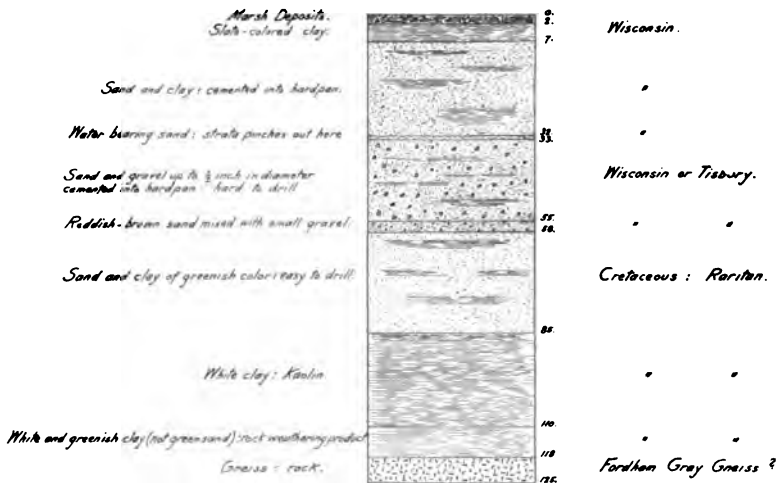 Marsh Deposits.
Slate-colored clay.
Sand and clay: cemented into hardpan.
Water bearing sand: strata pinches out here
Sand and gravel up to ½ inch in diameter
cemented into hardpan hard to drill
Reddish-brown sand mixed with small gravel.
Sand and clay of greenish color: easy to drill.
White clay: Kaolin.
White and greenish clay (not greensand): rock weathering product
Gneiss - rock.
0.
2.
7.
33.
55.
58.
85.
110.
118.
125.
Wisconsin.
"
"
Wisconsin or Tisbury.
" "
Cretaceous : Raritan.
" "
" "
Fordham Gray Gneiss ?